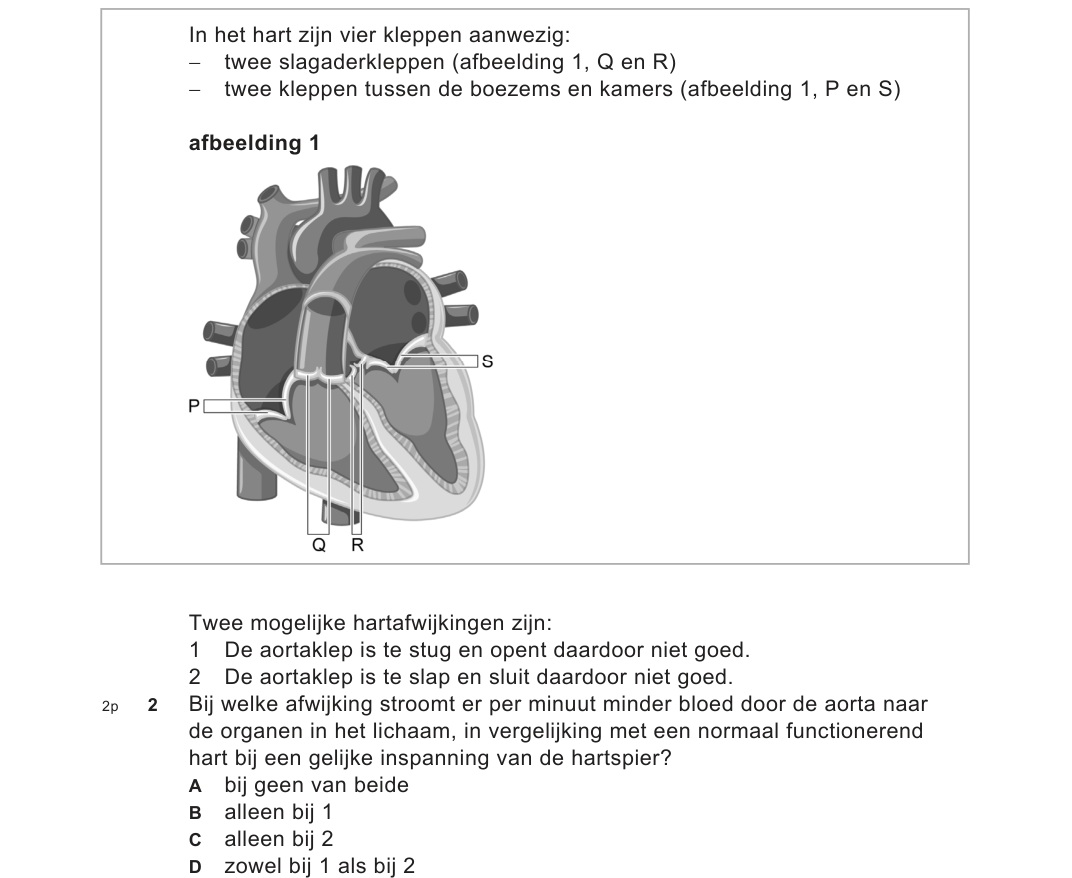 In het hart zijn vier kleppen aanwezig:
– twee slagaderkleppen (afbeelding 1, Q en R)
– twee kleppen tussen de boezems en kamers (afbeelding 1, P en S)
afbeelding 1
S
P
Q R
Twee mogelijke hartafwijkingen zijn:
1 De aortaklep is te stug en opent daardoor niet goed.
2 De aortaklep is te slap en sluit daardoor niet goed.
2p 2 Bij welke afwijking stroomt er per minuut minder bloed door de aorta naar
de organen in het lichaam, in vergelijking met een normaal functionerend
hart bij een gelijke inspanning van de hartspier?
A bij geen van beide
B alleen bij 1
C alleen bij 2
D zowel bij 1 als bij 2